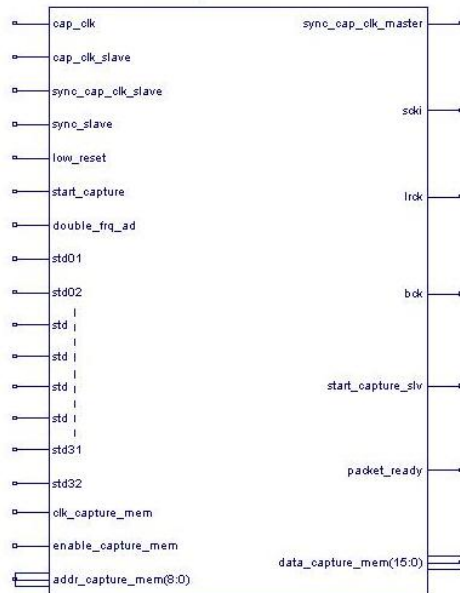 cap_clk
cap_clk_slave
sync_cap_clk_slave
sync_slave
low_reset
start_capture
double_frq_ad
std01
std02
std
std
std
std
std31
std32
clk_capture_mem
enable_capture_mem
addr_capture_mem(8:0)
sync_cap_clk_master
scki
lrck
bck
start_capture_slv
packet_ready
data_capture_mem(15:0)